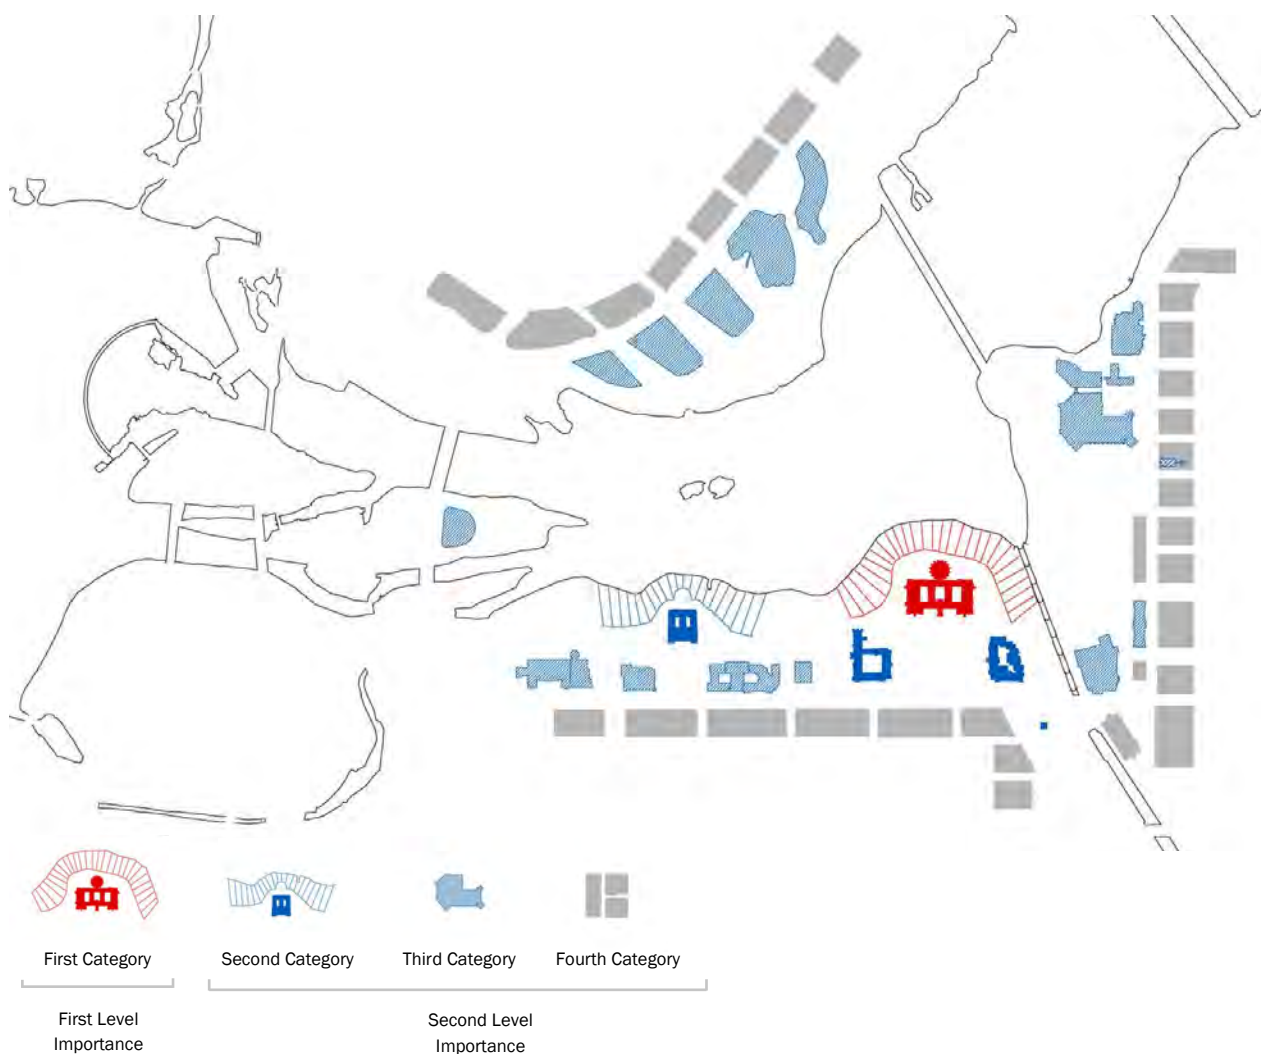 First Category
Second Category
Third Category
Fourth Category
First Level
Importance
Second Level
Importance